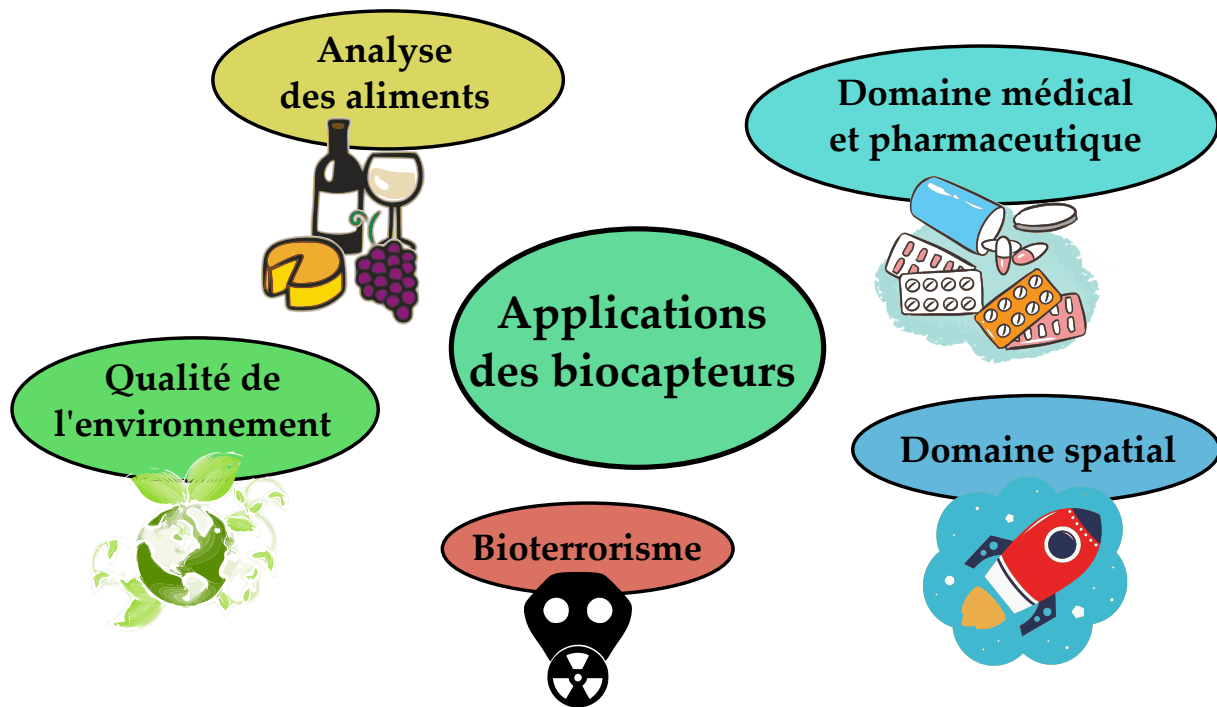 Analyse
des aliments
Domaine médical
et pharmaceutique
Applications
des biocapteurs
Qualité de
l'environnement
Domaine spatial
Bioterrorisme